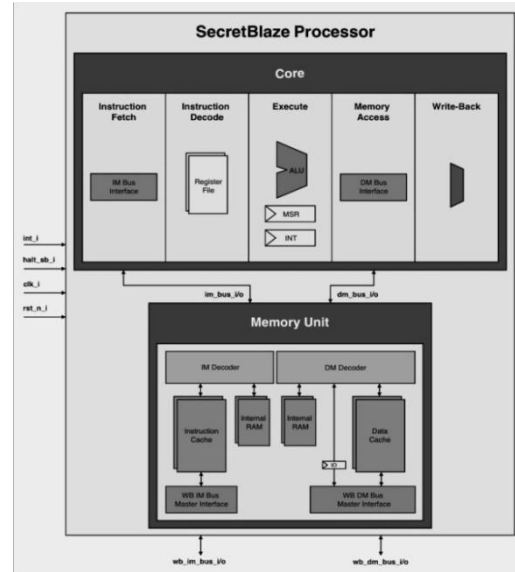 SecretBlaze Processor
Core
Instruction
Fetch
Instruction
Decode
Execute
Memory
Access
Write-Back
IM Bus
Interface
Register
File
ALU
MSR
INT
DM Bus
Interface
int_i
halt_sb_i
clk_i
rst_n_i
im_bus_i/o
dm_bus_i/o
Memory Unit
IM Decoder
DM Decoder
Instruction
Cache
Internal
RAM
Internal
RAM
Data
Cache
WB IM Bus
Master Interface
WB DM Bus
Master Interface
wb_im_bus_i/o
wb_dm_bus_i/o